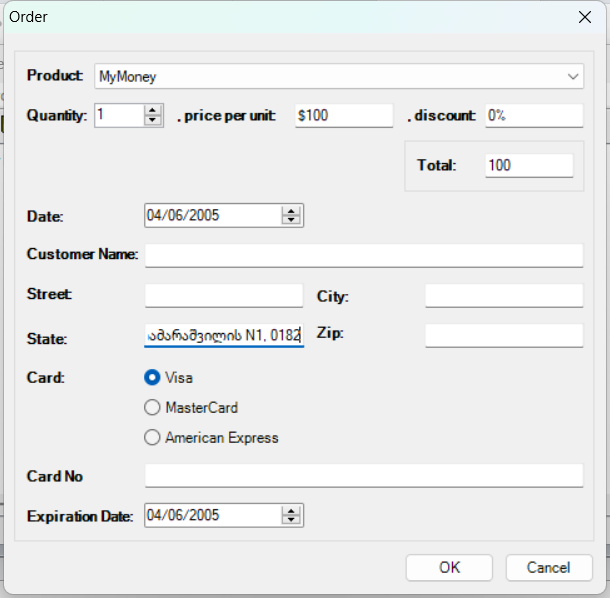 Order
Product: MyMoney
Quantity: 1 , price per unit: $100 , discount: 0%
Total: 100
Date: 04/06/2005
Customer Name:
Street: City:
State: N1, 0182 Zip:
Card: Visa
MasterCard
American Express
Card No
Expiration Date: 04/06/2005
OK Cancel